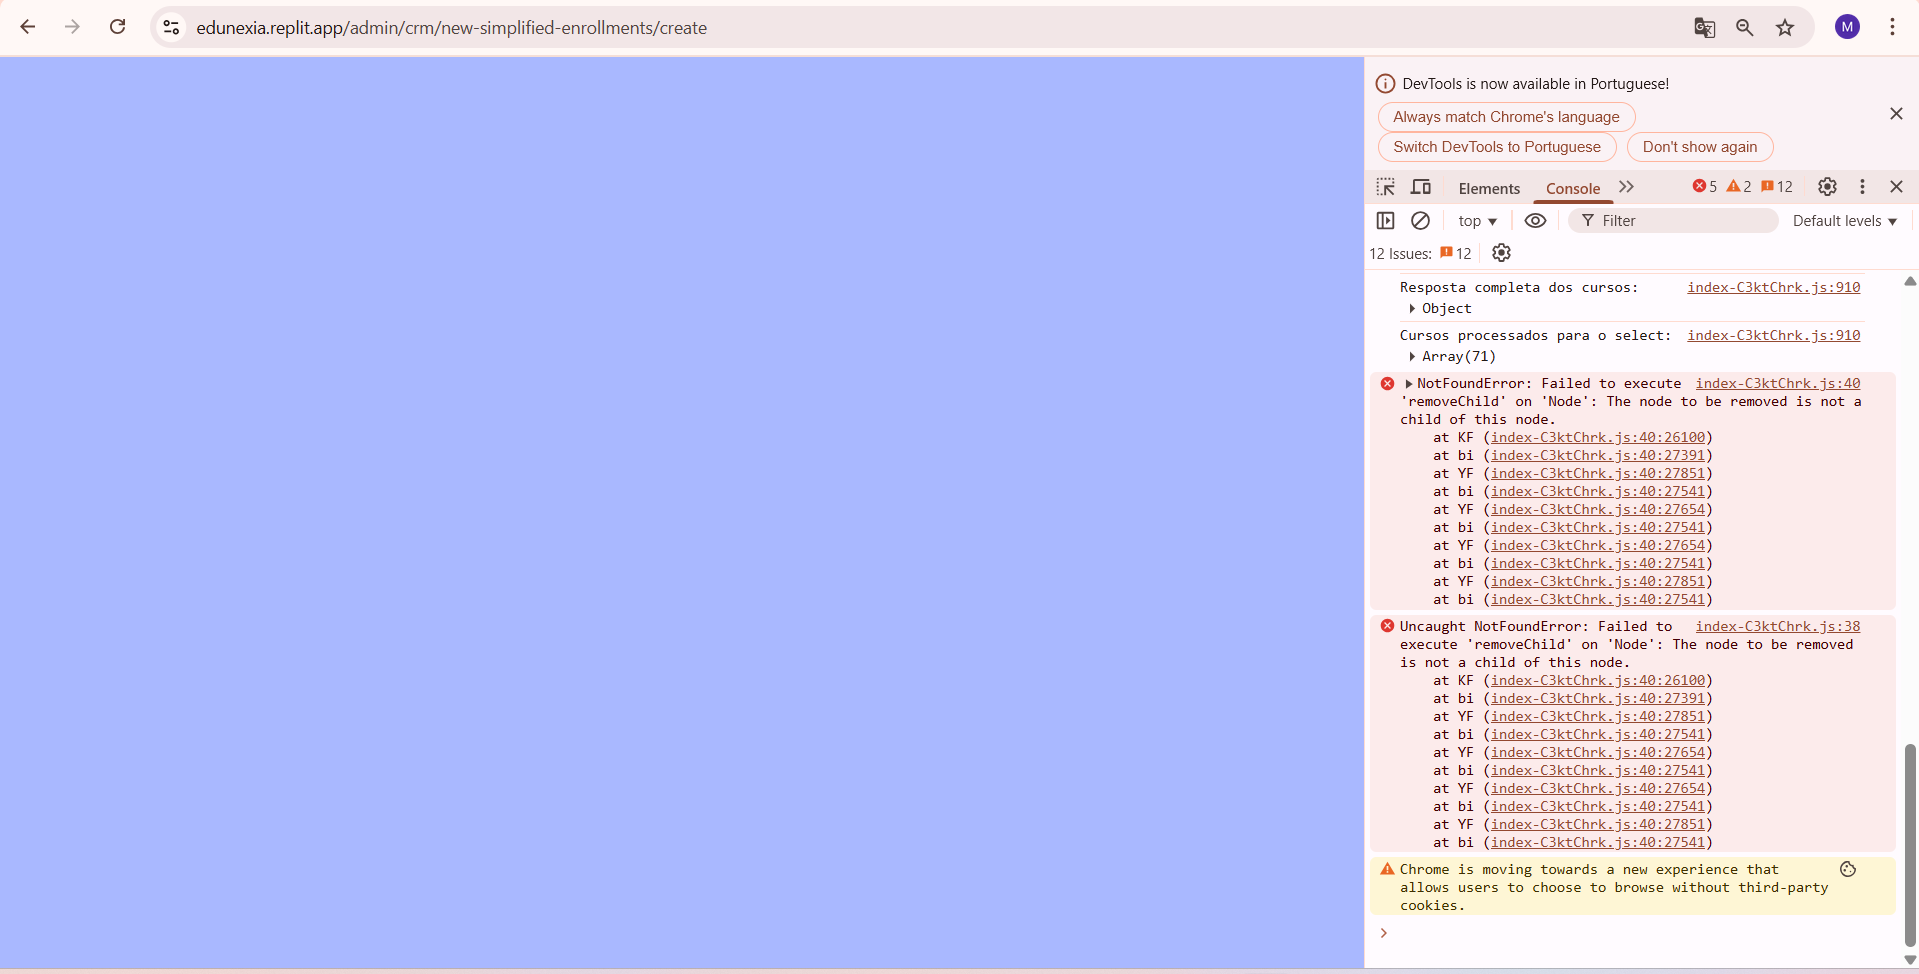 edunexia.replit.app/admin/crm/new-simplified-enrollments/create
M
DevTools is now available in Portuguese!
Always match Chrome's language
Switch DevTools to Portuguese
Don't show again
Elements
Console
5
2
12
top
Filter
Default levels
12 Issues:
12
Resposta completa dos cursos: index-C3ktChrk.js:910
Object
Cursos processados para o select: index-C3ktChrk.js:910
Array(71)
NotFoundError: Failed to execute index-C3ktChrk.js:40
'removeChild' on 'Node': The node to be removed is not a
child of this node.
at KF (index-C3ktChrk.js:40:26100)
at bi (index-C3ktChrk.js:40:27391)
at YF (index-C3ktChrk.js:40:27851)
at bi (index-C3ktChrk.js:40:27541)
at YF (index-C3ktChrk.js:40:27654)
at bi (index-C3ktChrk.js:40:27541)
at YF (index-C3ktChrk.js:40:27654)
at bi (index-C3ktChrk.js:40:27541)
at YF (index-C3ktChrk.js:40:27851)
at bi (index-C3ktChrk.js:40:27541)
Uncaught NotFoundError: Failed to index-C3ktChrk.js:38
execute 'removeChild' on 'Node': The node to be removed
is not a child of this node.
at KF (index-C3ktChrk.js:40:26100)
at bi (index-C3ktChrk.js:40:27391)
at YF (index-C3ktChrk.js:40:27851)
at bi (index-C3ktChrk.js:40:27541)
at YF (index-C3ktChrk.js:40:27654)
at bi (index-C3ktChrk.js:40:27541)
at YF (index-C3ktChrk.js:40:27654)
at bi (index-C3ktChrk.js:40:27541)
at YF (index-C3ktChrk.js:40:27851)
at bi (index-C3ktChrk.js:40:27541)
Chrome is moving towards a new experience that
allows users to choose to browse without third-party
cookies.